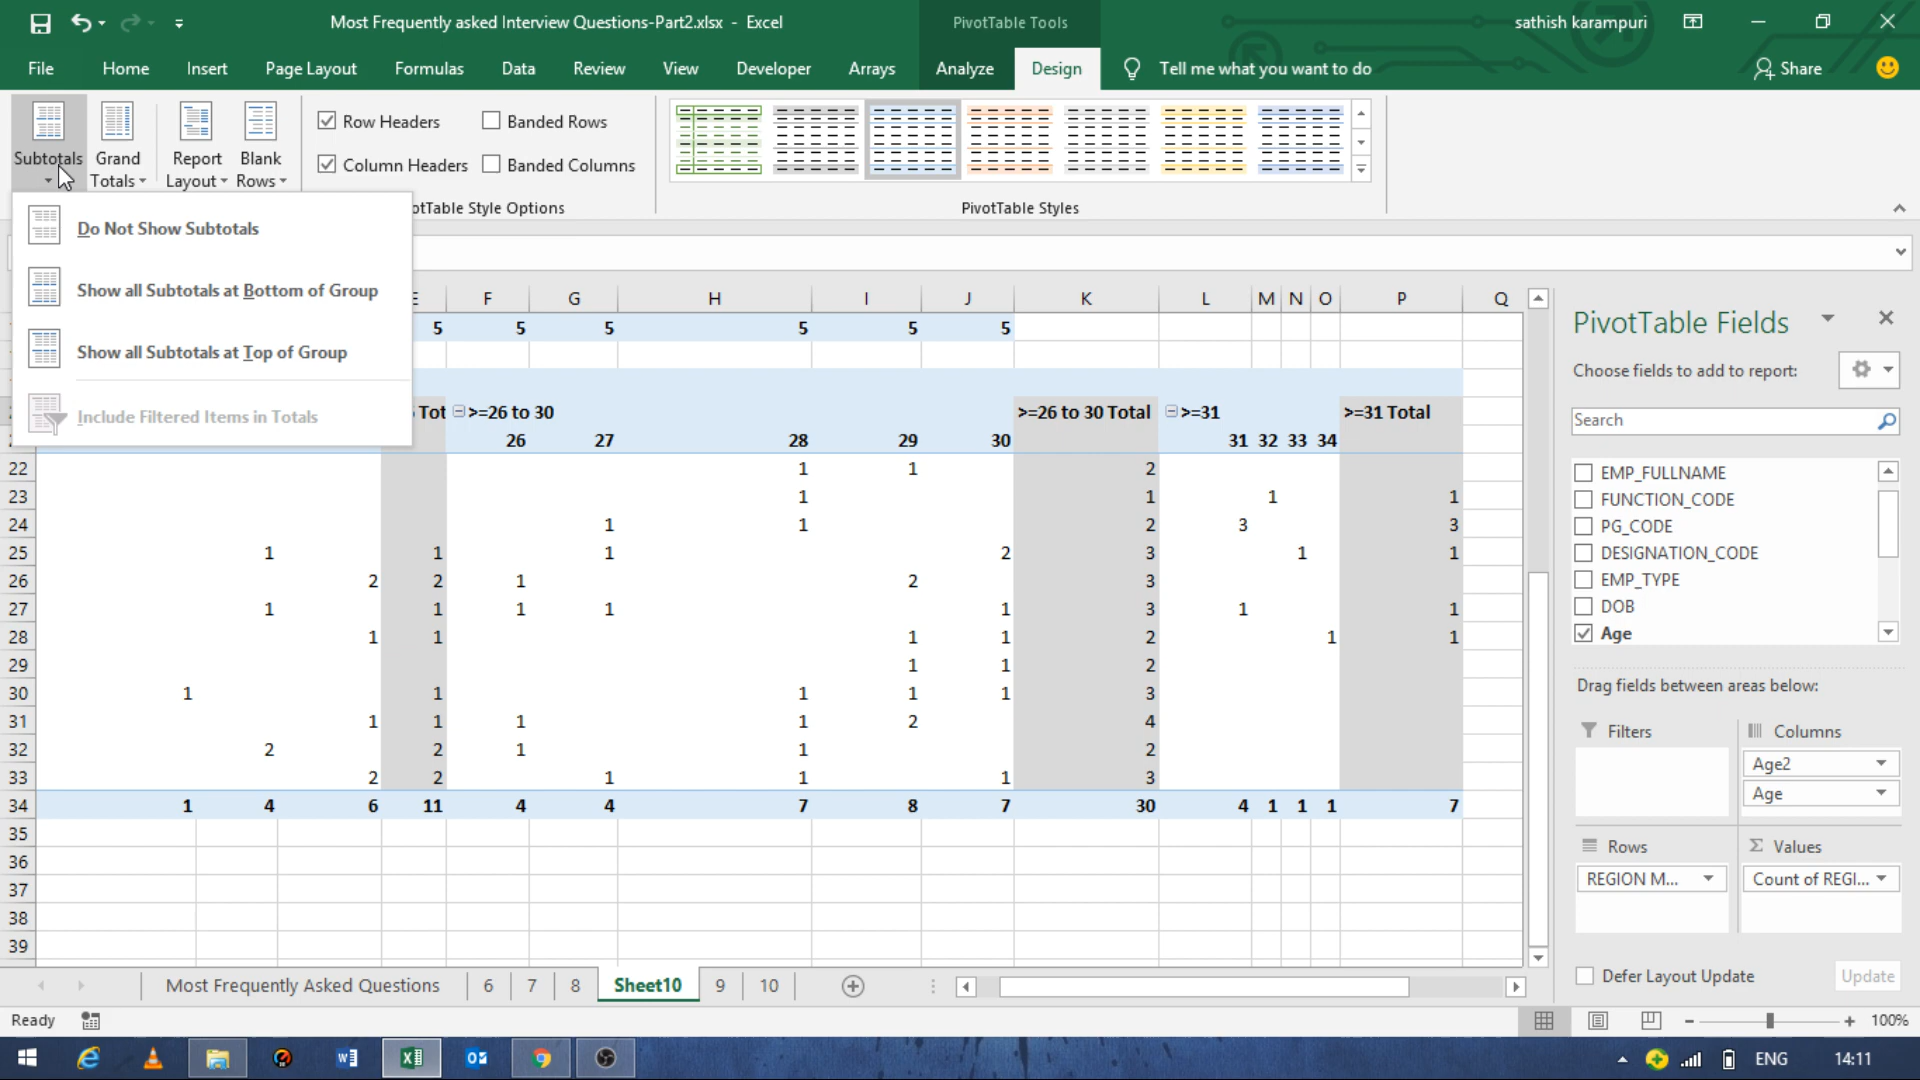 Most Frequently asked Interview Questions-Part2.xlsx - Excel
PivotTable Tools
sathish karampuri
File Home Insert Page Layout Formulas Data Review View Developer Arrays Analyze Design Tell me what you want to do Share
Subtotals
Grand Totals
Report Layout
Blank Rows
Row Headers
Banded Rows
Column Headers
Banded Columns
PivotTable Styles
otTable Style Options
Do Not Show Subtotals
Show all Subtotals at Bottom of Group
Show all Subtotals at Top of Group
Include Filtered Items in Totals
E F G H I J K L M N O P Q
5 5 5 5 5 5
Tot >=26 to 30 >=26 to 30 Total >=31 >=31 Total
26 27 28 29 30 31 32 33 34
22 1 1 2
23 1 1 1 1
24 1 1 2 3 3
25 1 1 1 2 3 1 1
26 2 2 1 2 3
27 1 1 1 1 1 3 1 1
28 1 1 1 1 2 1 1
29 1 1 2
30 1 1 1 1 1 3
31 1 1 1 1 2 4
32 2 2 1 1 2
33 2 2 1 1 1 3
34 1 4 6 11 4 4 7 8 7 30 4 1 1 1 7
35
36
37
38
39
PivotTable Fields
Choose fields to add to report:
Search
EMP_FULLNAME
FUNCTION_CODE
PG_CODE
DESIGNATION_CODE
EMP_TYPE
DOB
Age
Drag fields between areas below:
Filters
Columns
Age2
Age
Rows
Values
REGION M...
Count of REGI...
Defer Layout Update
Update
Most Frequently Asked Questions 6 7 8 Sheet10 9 10
Ready
100%
ENG
14:11